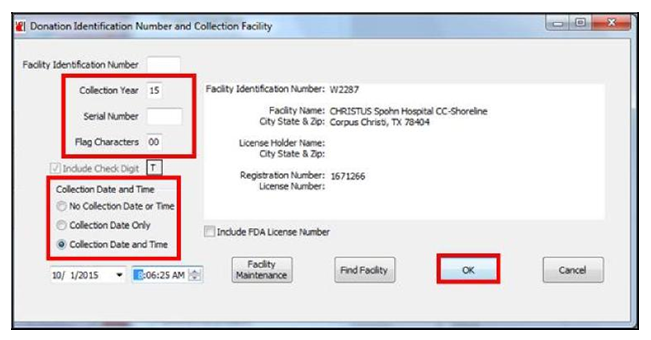 Donation Identification Number and Collection Facility
Facility Identification Number
Collection Year 15
Serial Number
Flag Characters 00
Include Check Digit T
Collection Date and Time
No Collection Date or Time
Collection Date Only
Collection Date and Time
10/ 1/2015 :06:25 AM
Facility Identification Number: W2287
Facility Name: CHRISTUS Spohn Hospital CC-Shoreline
City State & Zip: Corpus Christi, TX 78404
License Holder Name:
City State & Zip:
Registration Number: 1671266
License Number:
Include FDA License Number
Facility
Maintenance
Find Facility
OK
Cancel